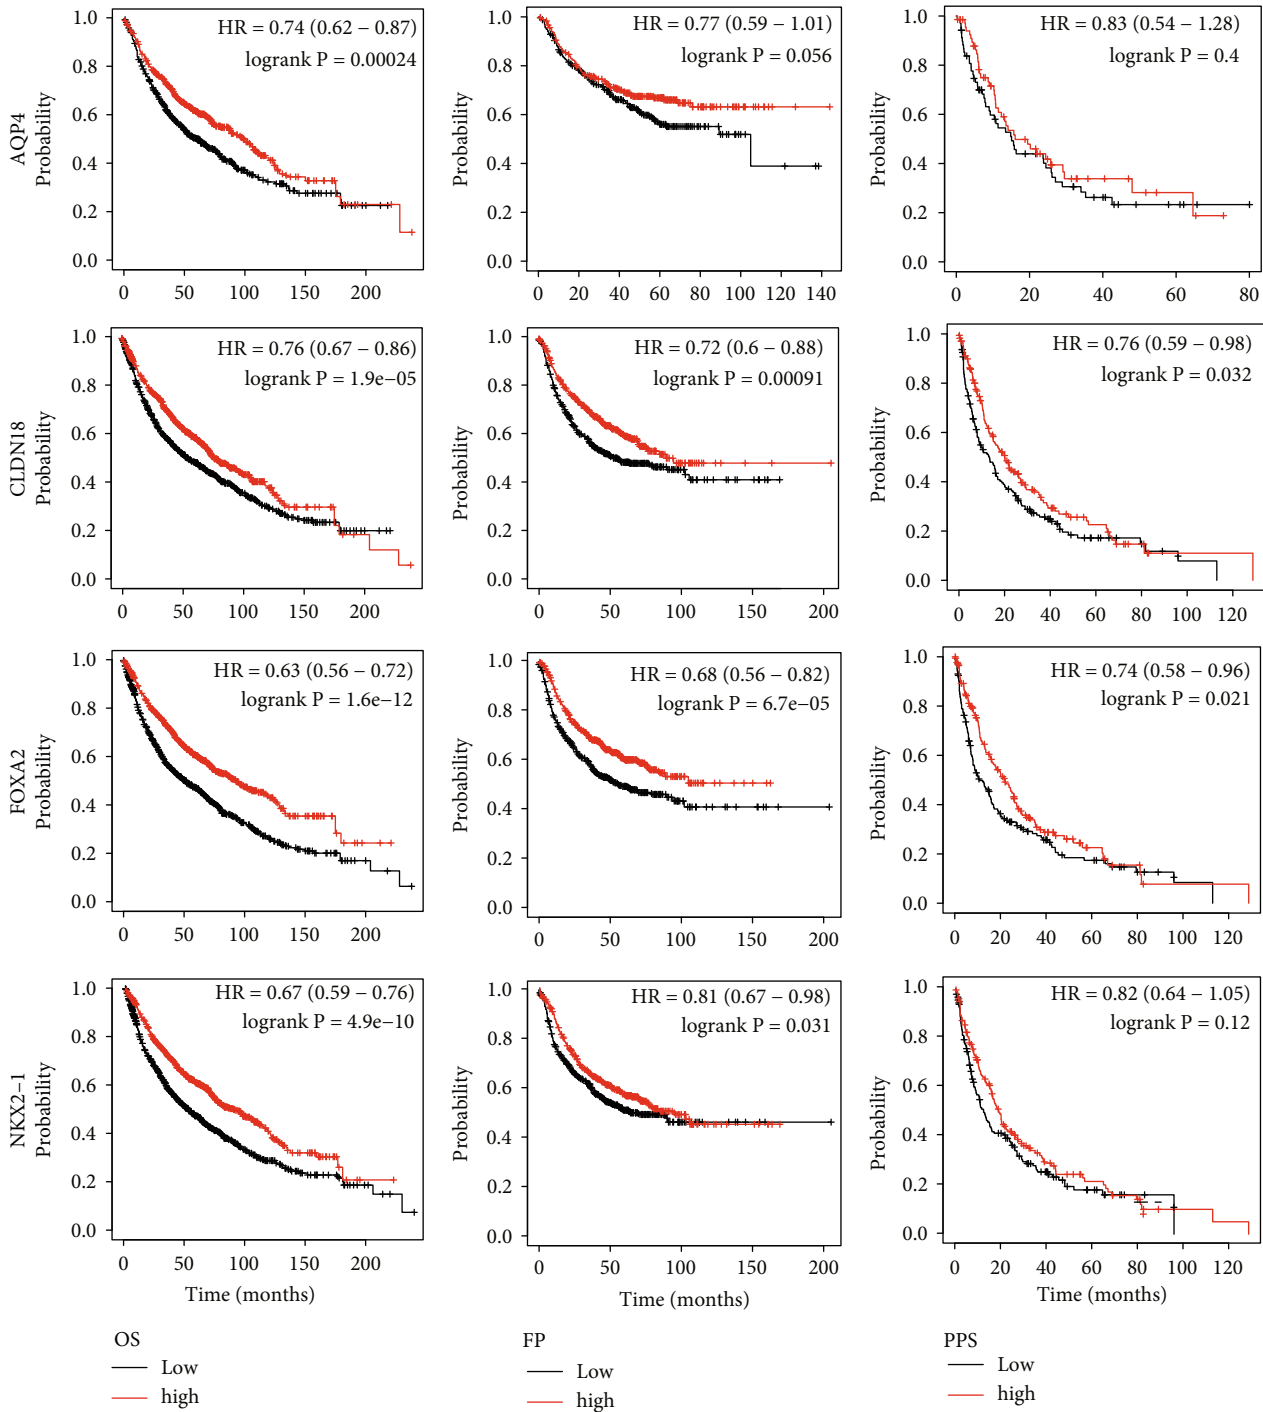 HR = 0.74 (0.62 − 0.87)
logrank P = 0.00024
AQP4
Probability
1.0
0.8
0.6
0.4
0.2
0.0
0 50 100 150 200
HR = 0.77 (0.59 − 1.01)
logrank P = 0.056
Probability
1.0
0.8
0.6
0.4
0.2
0.0
0 20 40 60 80 100 120 140
HR = 0.83 (0.54 − 1.28)
logrank P = 0.4
Probability
1.0
0.8
0.6
0.4
0.2
0.0
0 20 40 60 80
HR = 0.76 (0.67 − 0.86)
logrank P = 1.9e−05
CLDN18
Probability
1.0
0.8
0.6
0.4
0.2
0.0
0 50 100 150 200
HR = 0.72 (0.6 − 0.88)
logrank P = 0.00091
Probability
1.0
0.8
0.6
0.4
0.2
0.0
0 50 100 150 200
HR = 0.76 (0.59 − 0.98)
logrank P = 0.032
Probability
1.0
0.8
0.6
0.4
0.2
0.0
0 20 40 60 80 100 120
HR = 0.63 (0.56 − 0.72)
logrank P = 1.6e−12
FOXA2
Probability
1.0
0.8
0.6
0.4
0.2
0.0
0 50 100 150 200
HR = 0.68 (0.56 − 0.82)
logrank P = 6.7e−05
Probability
1.0
0.8
0.6
0.4
0.2
0.0
0 50 100 150 200
HR = 0.74 (0.58 − 0.96)
logrank P = 0.021
Probability
1.0
0.8
0.6
0.4
0.2
0.0
0 20 40 60 80 100 120
HR = 0.67 (0.59 − 0.76)
logrank P = 4.9e−10
NKX2−1
Probability
1.0
0.8
0.6
0.4
0.2
0.0
0 50 100 150 200
Time (months)
HR = 0.81 (0.67 − 0.98)
logrank P = 0.031
Probability
1.0
0.8
0.6
0.4
0.2
0.0
0 50 100 150 200
Time (months)
HR = 0.82 (0.64 − 1.05)
logrank P = 0.12
Probability
1.0
0.8
0.6
0.4
0.2
0.0
0 20 40 60 80 100 120
Time (months)
OS
Low
high
FP
Low
high
PPS
Low
high